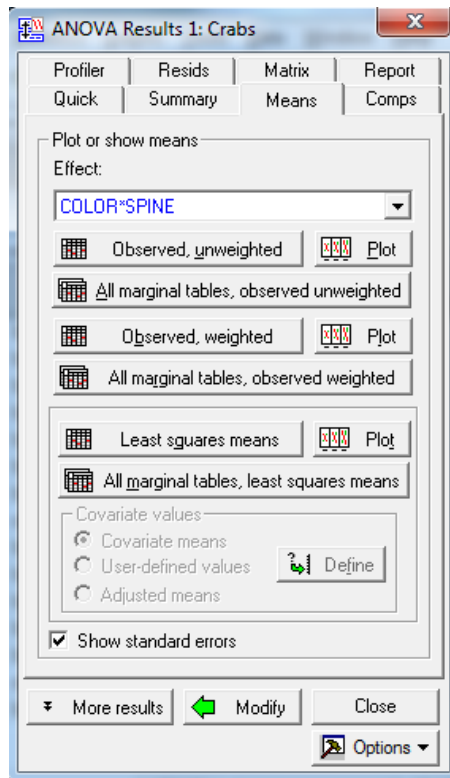 ANOVA Results 1: Crabs
Profiler Resids Matrix Report
Quick Summary Means Comps
Plot or show means
Effect:
COLOR*SPINE
Observed, unweighted Plot
All marginal tables, observed unweighted
Observed, weighted Plot
All marginal tables, observed weighted
Least squares means Plot
All marginal tables, least squares means
Covariate values
Covariate means
User-defined values Define
Adjusted means
Show standard errors
More results Modify Close
Options